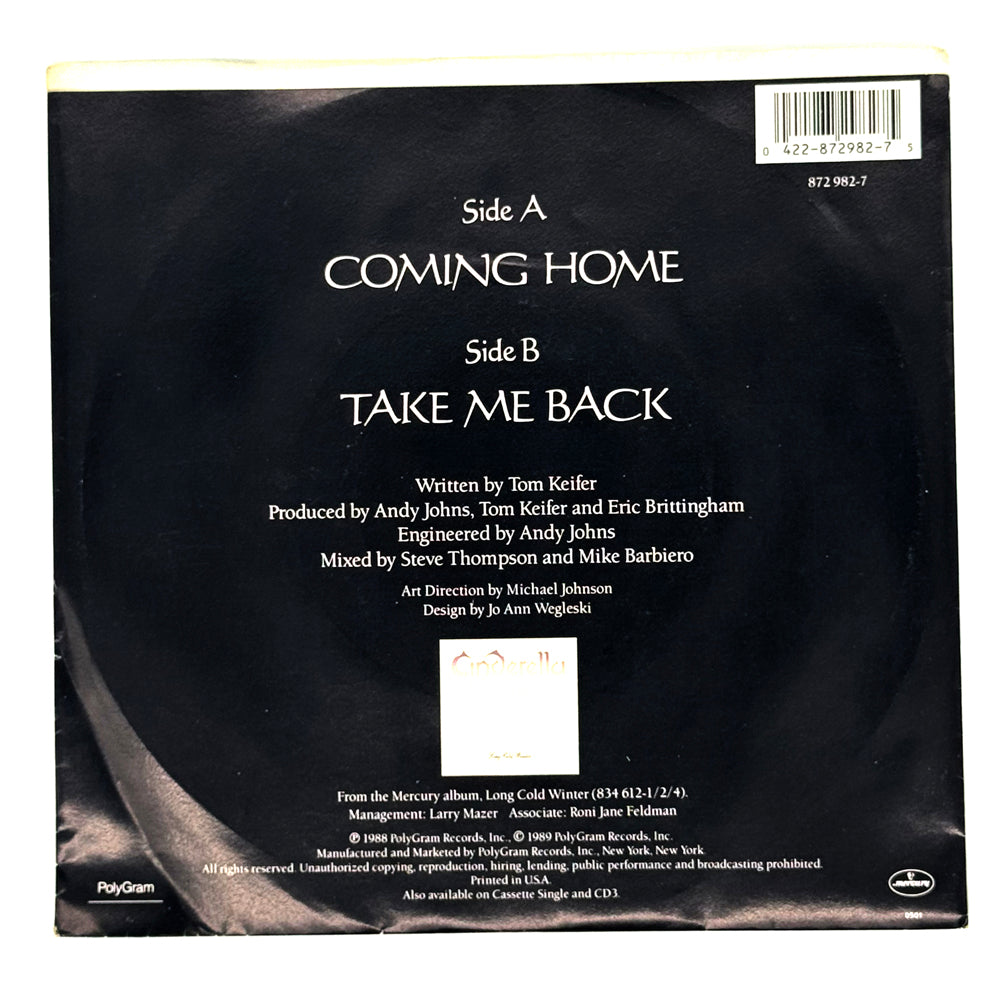 0 422-872982-7 5
872 982-7
Side A
COMING HOME
Side B
TAKE ME BACK
Written by Tom Keifer
Produced by Andy Johns, Tom Keifer and Eric Brittingham
Engineered by Andy Johns
Mixed by Steve Thompson and Mike Barbiero
Art Direction by Michael Johnson
Design by Jo Ann Wegleski
Cinderella
Long Cold Winter
From the Mercury album, Long Cold Winter (834 612-1/2/4).
Management: Larry Mazer Associate: Roni Jane Feldman
℗ 1988 PolyGram Records, Inc., © 1989 PolyGram Records, Inc.
Manufactured and Marketed by PolyGram Records, Inc., New York, New York.
All rights reserved. Unauthorized copying, reproduction, hiring, lending, public performance and broadcasting prohibited.
Printed in U.S.A.
Also available on Cassette Single and CD3.
PolyGram
mercury
0501